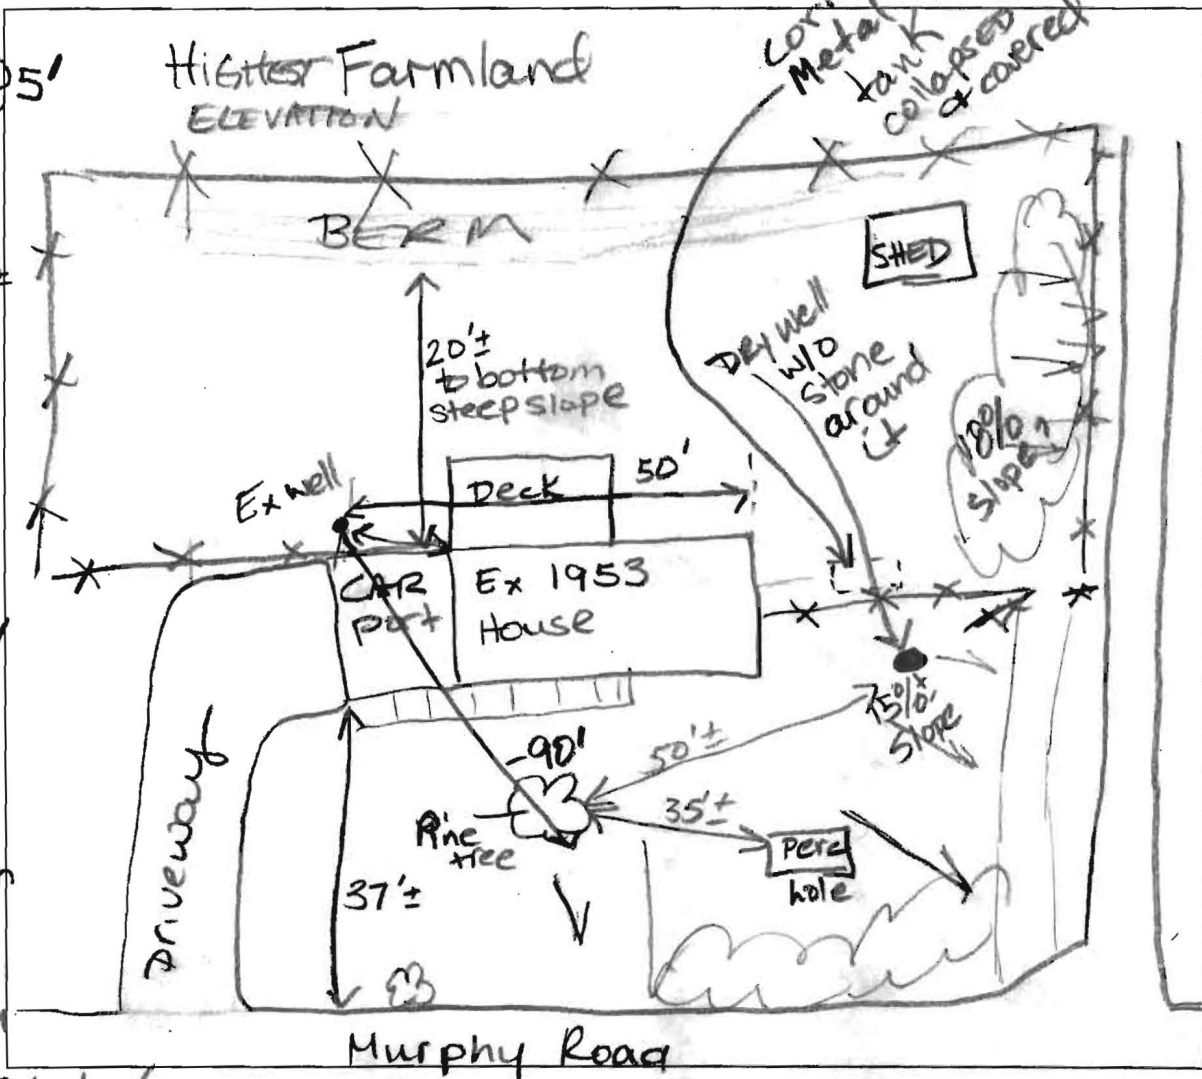 5'
Highest Farmland
ELEVATION
Metal
tank
collapsed
& covered
BERM
SHED
20'±
to bottom
steep slope
Dry well
w/o
stone
around
it
18%
slope
Ex well
Deck
50'
CAR
port
Ex 1953
House
slope
50'±
90'
35'±
Pine
tree
Perc
hole
37'±
Driveway
Murphy Road